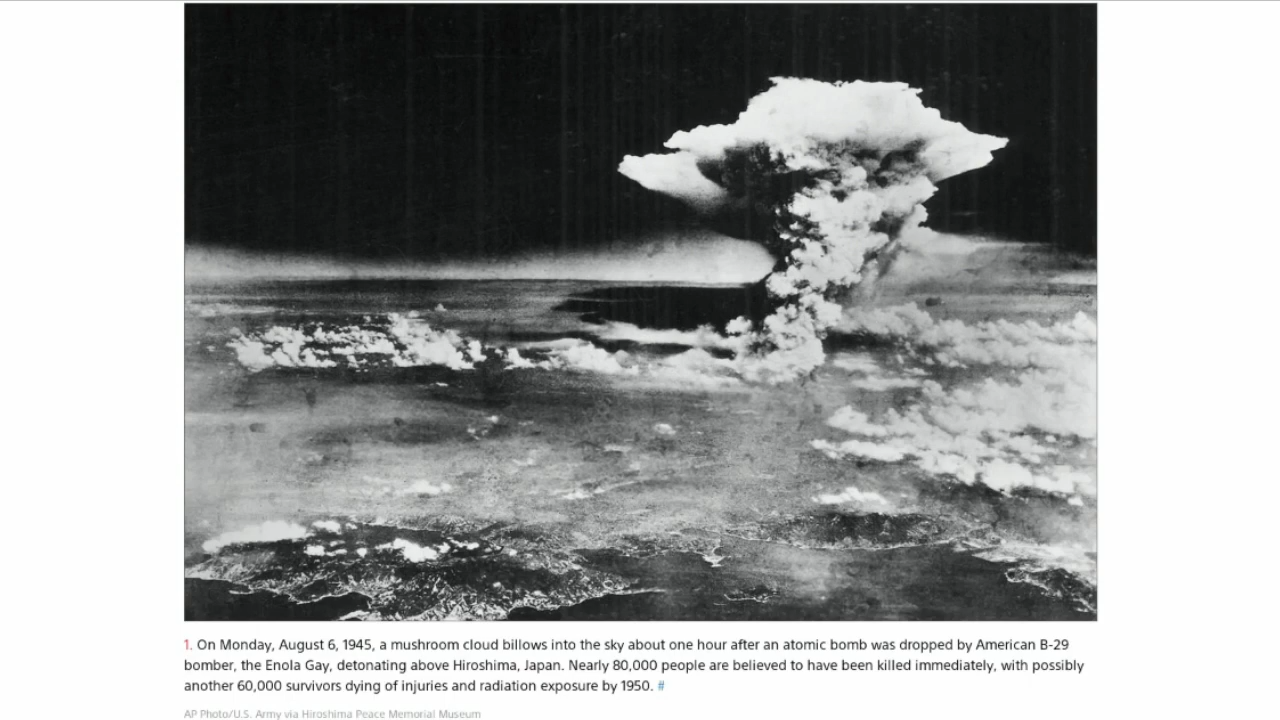 1. On Monday, August 6, 1945, a mushroom cloud billows into the sky about one hour after an atomic bomb was dropped by American B-29
bomber, the Enola Gay, detonating above Hiroshima, Japan. Nearly 80,000 people are believed to have been killed immediately, with possibly
another 60,000 survivors dying of injuries and radiation exposure by 1950. #
AP Photo/U.S. Army via Hiroshima Peace Memorial Museum